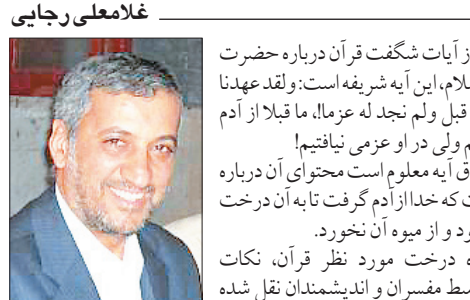 غلامعلی رجایی
ز آیات شگفت قرآن درباره حضرت
لام، این آیه شریفه است: ولقد عهدنا
قبل ولم نجد له عزما!، ما قبلا از آدم
م ولی در او عزمی نیافتیم!
ق آیه معلوم است محتوای آن درباره
ت که خدا از آدم گرفت تا به آن درخت
ود و از میوه آن نخورد.
ه درخت مورد نظر قرآن، نکات
سط مفسران و اندیشمندان نقل شده